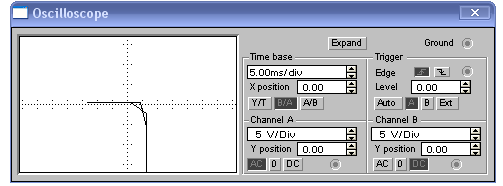 Oscilloscope
Expand Ground
Time base Trigger
5.00ms/div Edge
X position 0.00 Level 0.00
Y/T B/A A/B Auto A B Ext
Channel A Channel B
5 V/Div 5 V/Div
Y position 0.00 Y position 0.00
AC 0 DC AC 0 DC